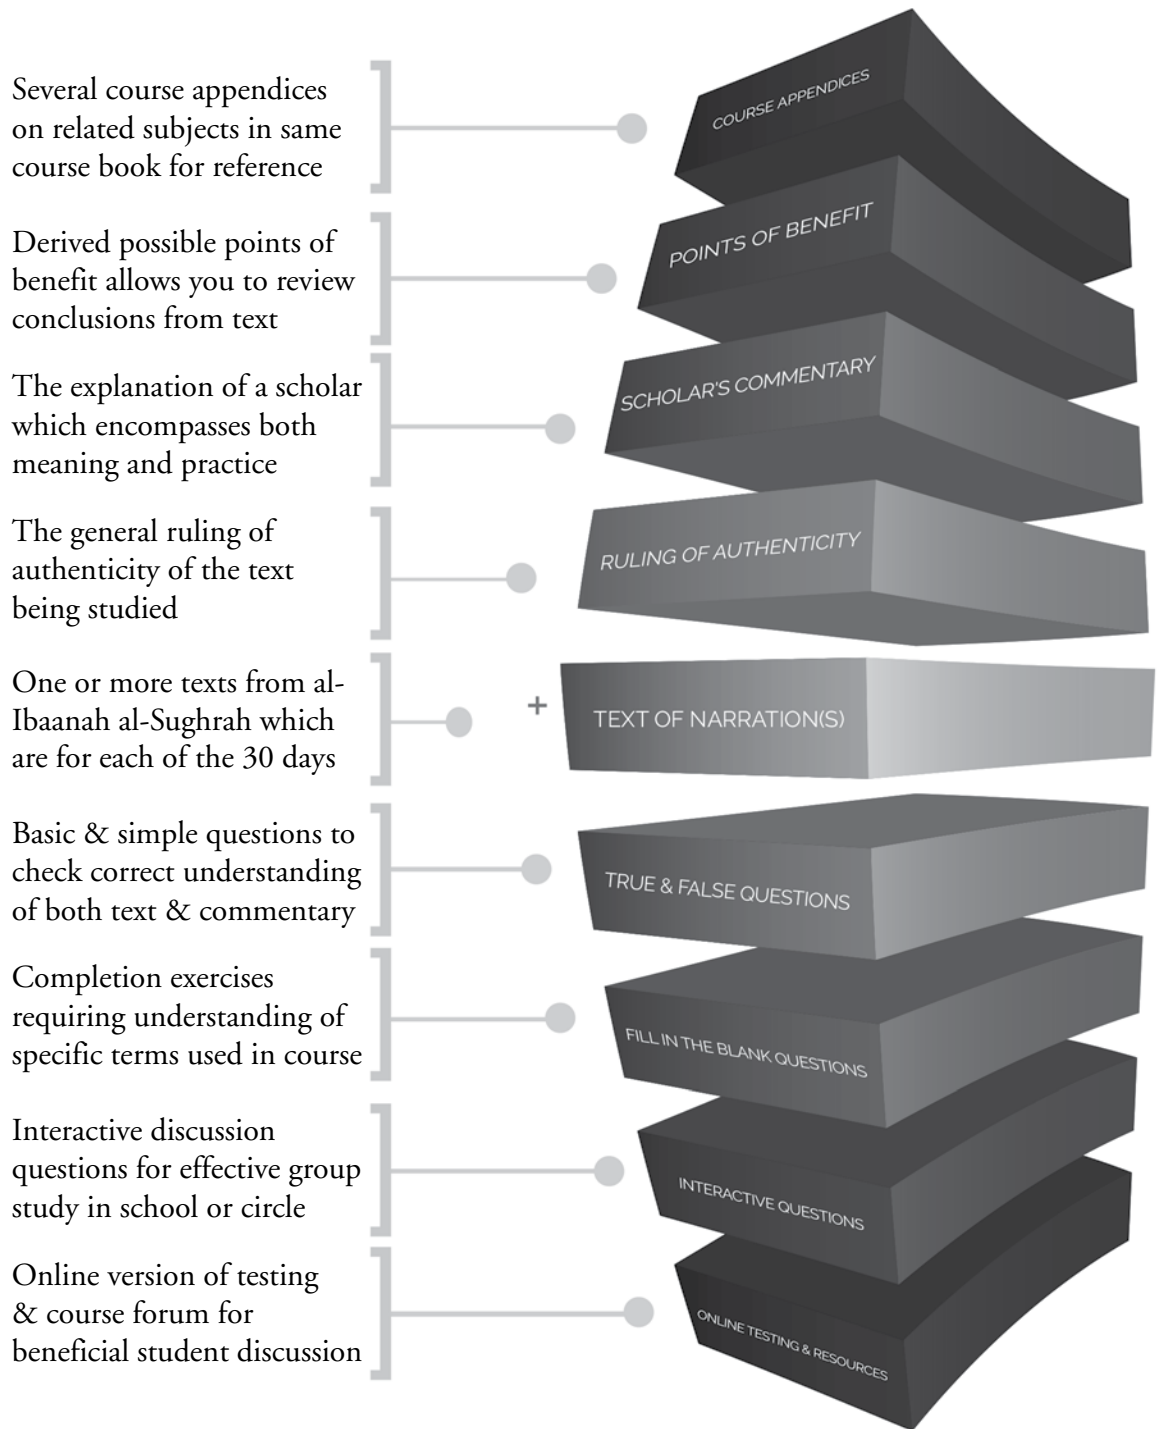 Several course appendices
on related subjects in same
course book for reference
COURSE APPENDICES
Derived possible points of
benefit allows you to review
conclusions from text
POINTS OF BENEFIT
The explanation of a scholar
which encompasses both
meaning and practice
SCHOLAR'S COMMENTARY
The general ruling of
authenticity of the text
being studied
RULING OF AUTHENTICITY
One or more texts from al-
Ibaanah al-Sughrah which
are for each of the 30 days
+
TEXT OF NARRATION(S)
Basic & simple questions to
check correct understanding
of both text & commentary
TRUE & FALSE QUESTIONS
Completion exercises
requiring understanding of
specific terms used in course
FILL IN THE BLANK QUESTIONS
Interactive discussion
questions for effective group
study in school or circle
INTERACTIVE QUESTIONS
Online version of testing
& course forum for
beneficial student discussion
ONLINE TESTING & RESOURCES